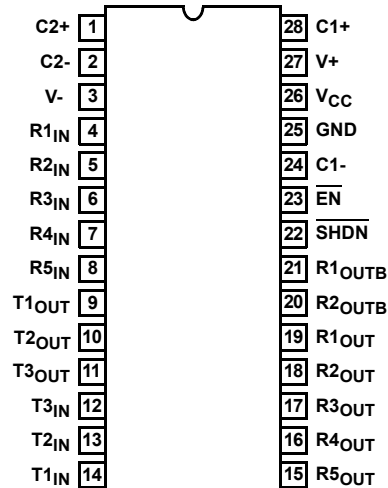 C2+ 1 28 C1+
C2- 2 27 V+
V- 3 26 VCC
R1IN 4 25 GND
R2IN 5 24 C1-
R3IN 6 23 EN
R4IN 7 22 SHDN
R5IN 8 21 R1OUTB
T1OUT 9 20 R2OUTB
T2OUT 10 19 R1OUT
T3OUT 11 18 R2OUT
T3IN 12 17 R3OUT
T2IN 13 16 R4OUT
T1IN 14 15 R5OUT